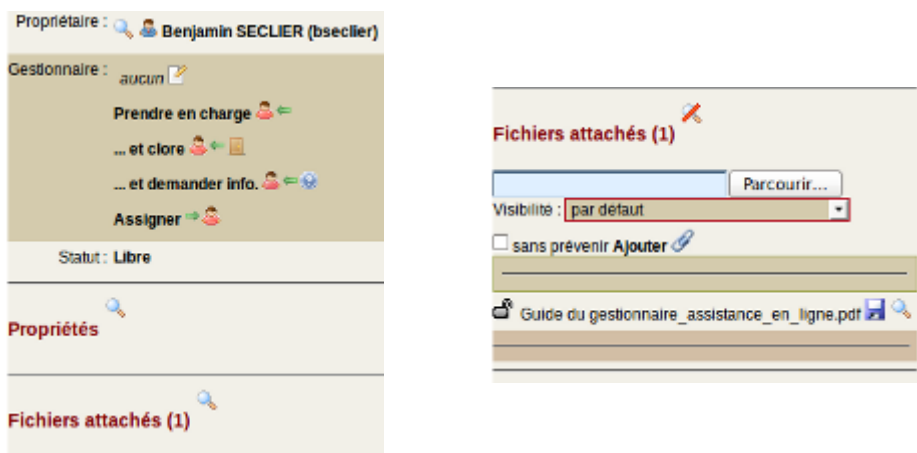 Propriétaire : Benjamin SECLIER (bseclier)
Gestionnaire : aucun
Prendre en charge
... et clore
... et demander info.
Assigner
Statut : Libre
Propriétés
Fichiers attachés (1)
Fichiers attachés (1)
Parcourir...
Visibilité : par défaut
sans prévenir Ajouter
Guide du gestionnaire_assistance_en_ligne.pdf